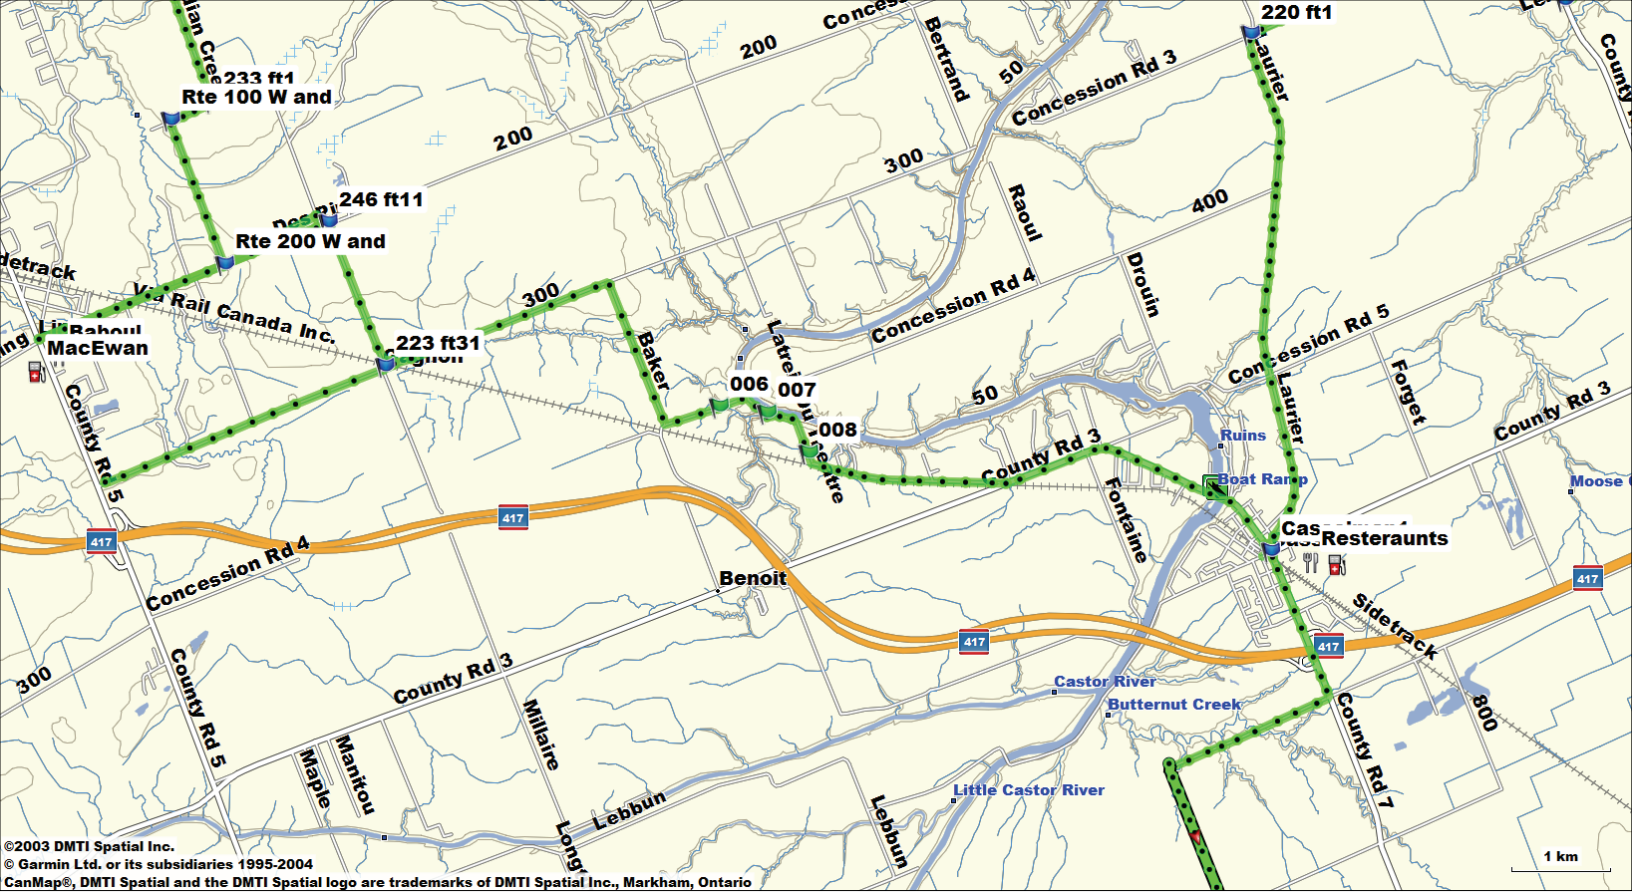 220 ft1
Concess
200
Bertrand
50
Concession Rd 3
Laurier
County
233 ft1
Rte 100 W and
200
300
246 ft11
Raoul
400
Rte 200 W and
Via Rail Canada Inc.
300
Concession Rd 4
Drouin
Concession Rd 5
Baboul
MacEwan
223 ft31
Baker
Forget
Laurier
County Rd 3
006
007
50
008
County Rd 5
County Rd 3
Ruins
Boat Ramp
Moose
Fontaine
417
417
Resteraunts
Concession Rd 4
Benoit
417
Sidetrack
417
417
300
County Rd 5
County Rd 3
Castor River
Butternut Creek
800
Millaire
Maple
Manitou
County Rd 7
Lebbun
Little Castor River
Lebbun
©2003 DMTI Spatial Inc.
© Garmin Ltd. or its subsidiaries 1995-2004
CanMap®, DMTI Spatial and the DMTI Spatial logo are trademarks of DMTI Spatial Inc., Markham, Ontario
1 km